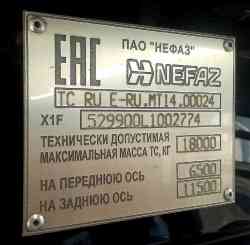 ПАО "НЕФАЗ"
EAC NEFAZ
ТС RU Е-RU.МТ14.00024
X1F 529900L1002774
ТЕХНИЧЕСКИ ДОПУСТИМАЯ
МАКСИМАЛЬНАЯ МАССА ТС, КГ 18000
НА ПЕРЕДНЮЮ ОСЬ 6500
НА ЗАДНЮЮ ОСЬ 11500